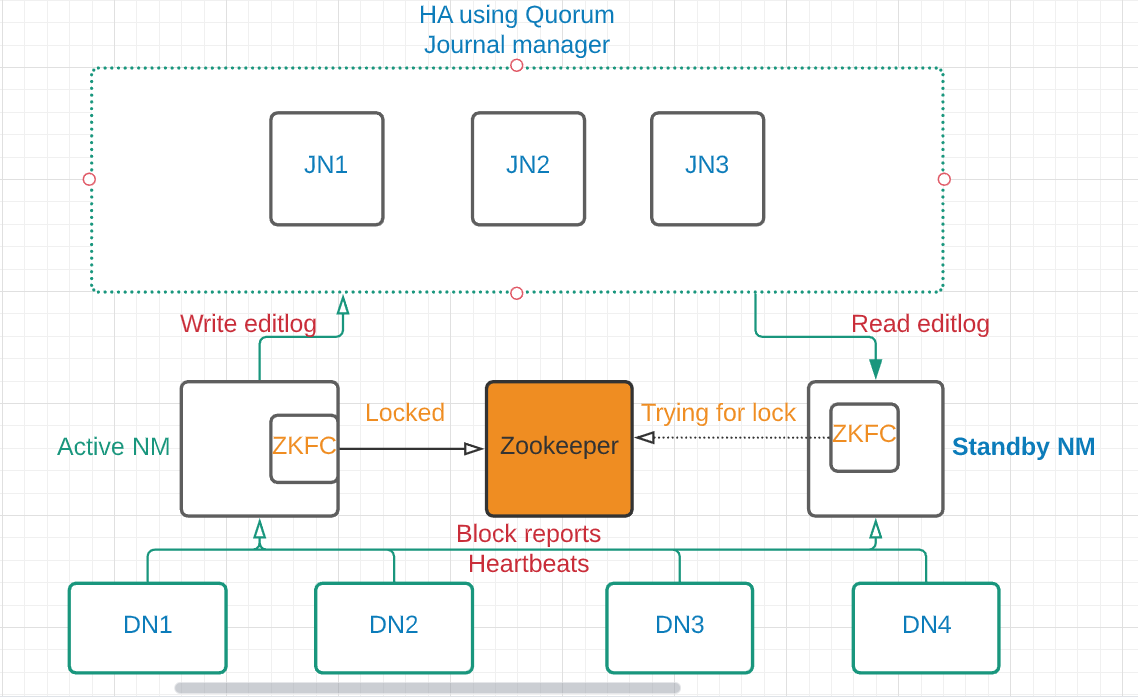 HA using Quorum
Journal manager
JN1
JN2
JN3
Write editlog
Read editlog
Active NM
ZKFC
Locked
Zookeeper
Trying for lock
ZKFC
Standby NM
Block reports
Heartbeats
DN1
DN2
DN3
DN4